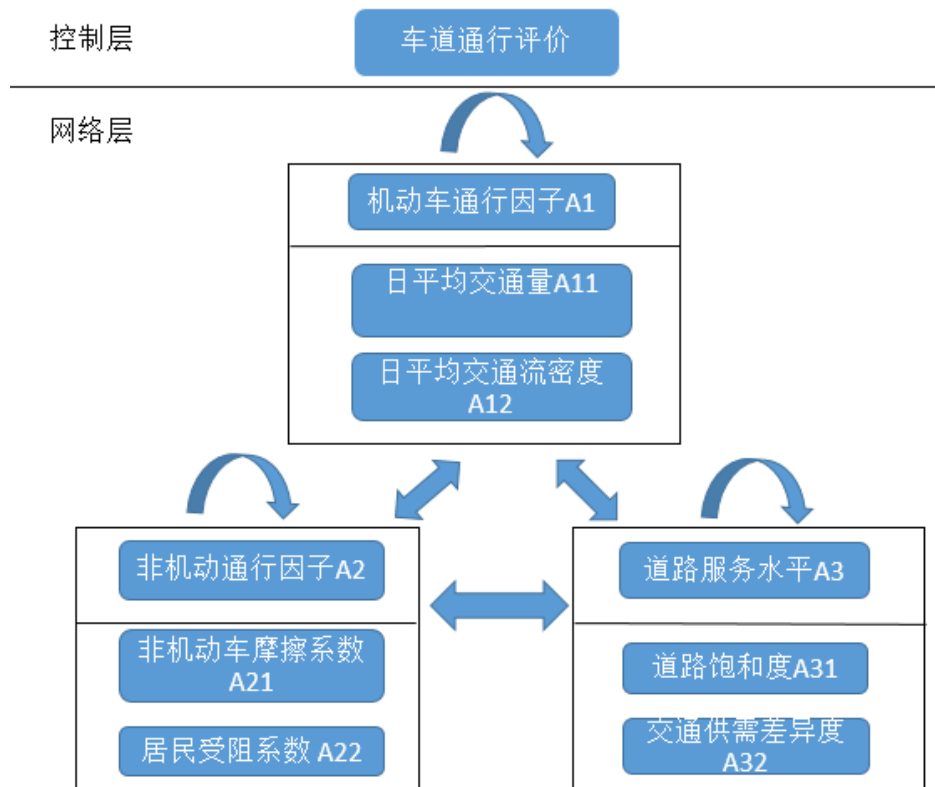 控制层
车道通行评价
网络层
机动车通行因子A1
日平均交通量A11
日平均交通流密度
A12
非机动通行因子A2
非机动车摩擦系数
A21
居民受阻系数 A22
道路服务水平A3
道路饱和度A31
交通供需差异度
A32